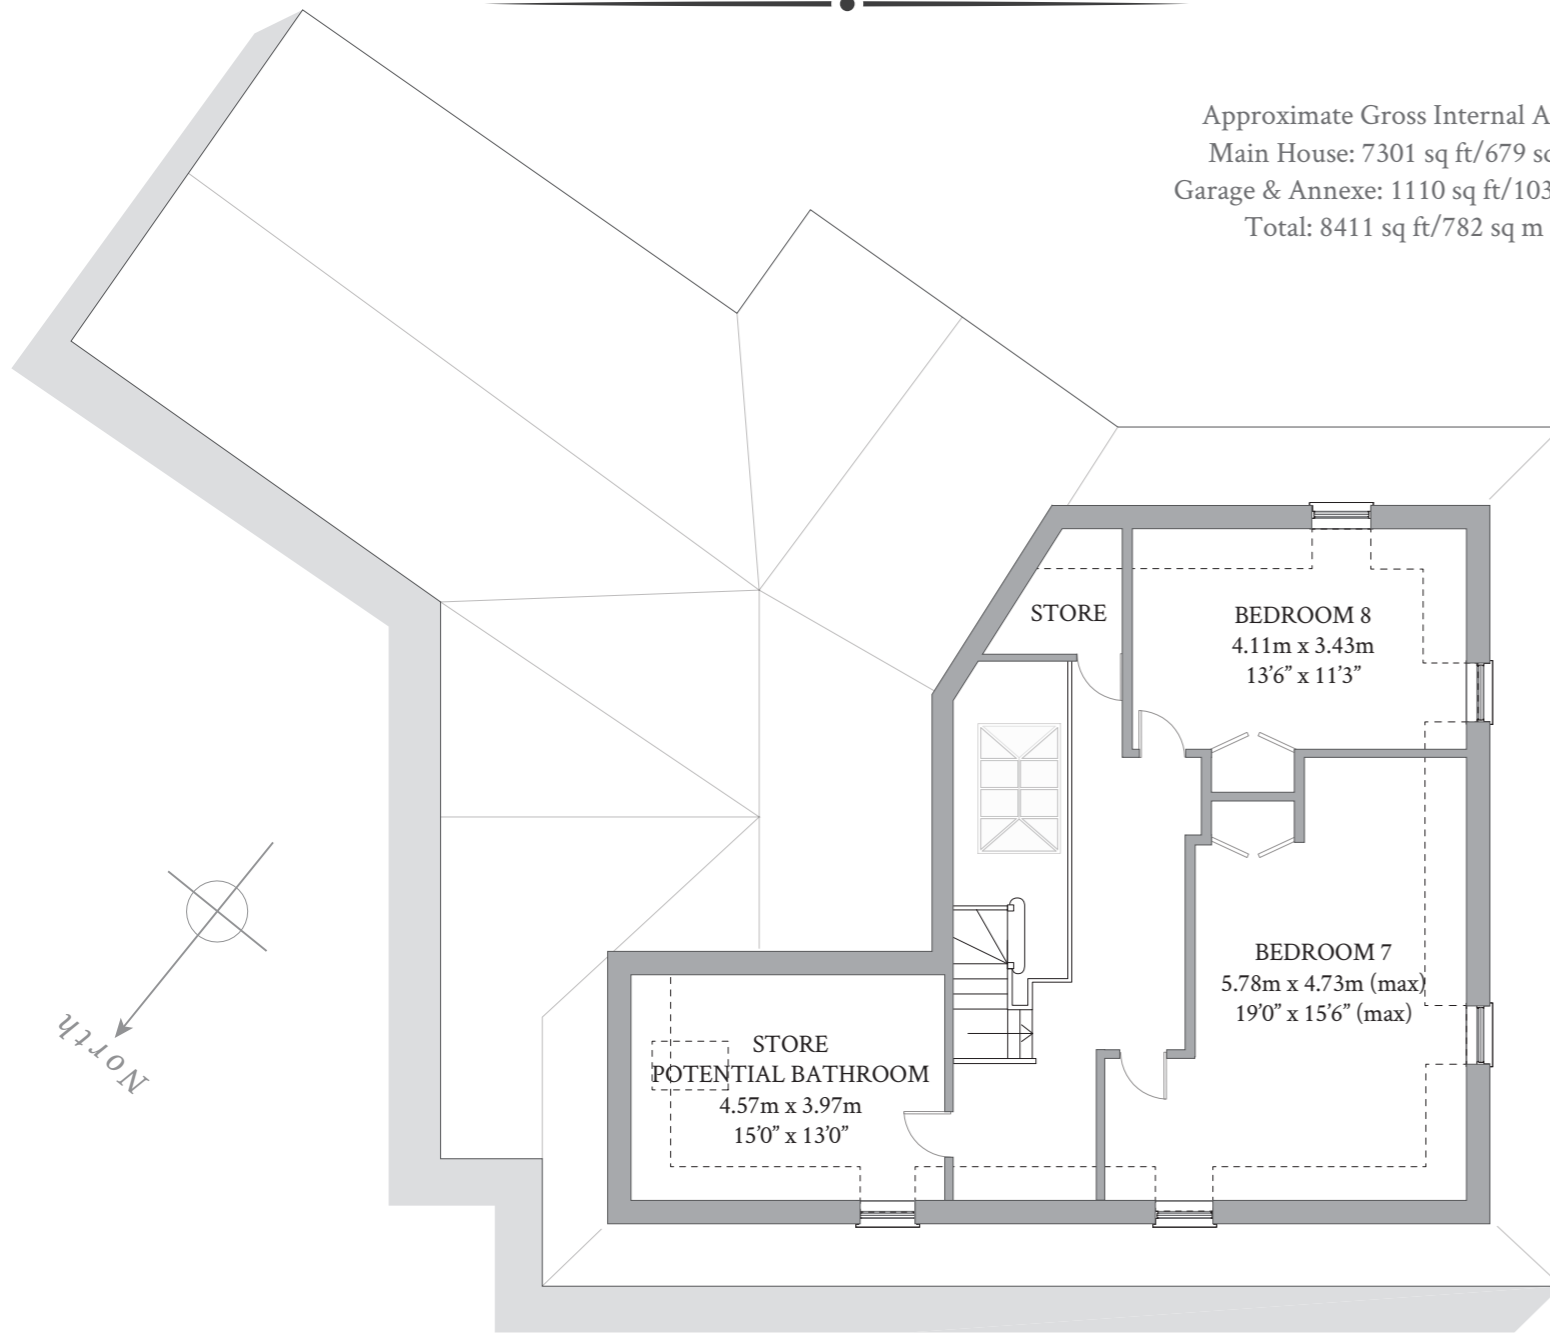 Approximate Gross Internal A
Main House: 7301 sq ft/679 s
Garage & Annexe: 1110 sq ft/103
Total: 8411 sq ft/782 sq m
STORE
BEDROOM 8
4.11m x 3.43m
13’6” x 11’3”
BEDROOM 7
5.78m x 4.73m (max)
19’0” x 15’6” (max)
STORE
POTENTIAL BATHROOM
4.57m x 3.97m
15’0” x 13’0”
North